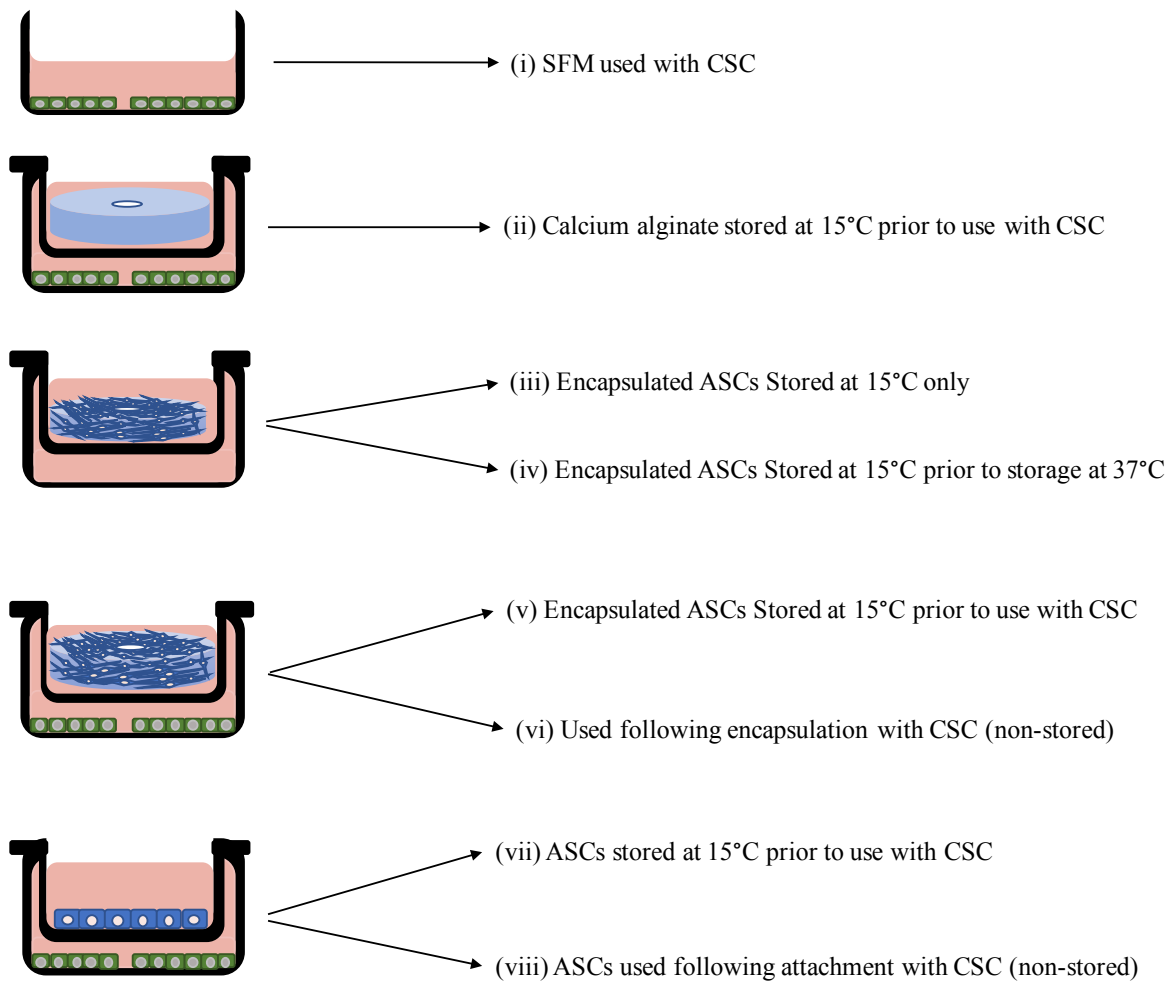 (i) SFM used with CSC
(ii) Calcium alginate stored at 15°C prior to use with CSC
(iii) Encapsulated ASCs Stored at 15°C only
(iv) Encapsulated ASCs Stored at 15°C prior to storage at 37°C
(v) Encapsulated ASCs Stored at 15°C prior to use with CSC
(vi) Used following encapsulation with CSC (non-stored)
(vii) ASCs stored at 15°C prior to use with CSC
(viii) ASCs used following attachment with CSC (non-stored)